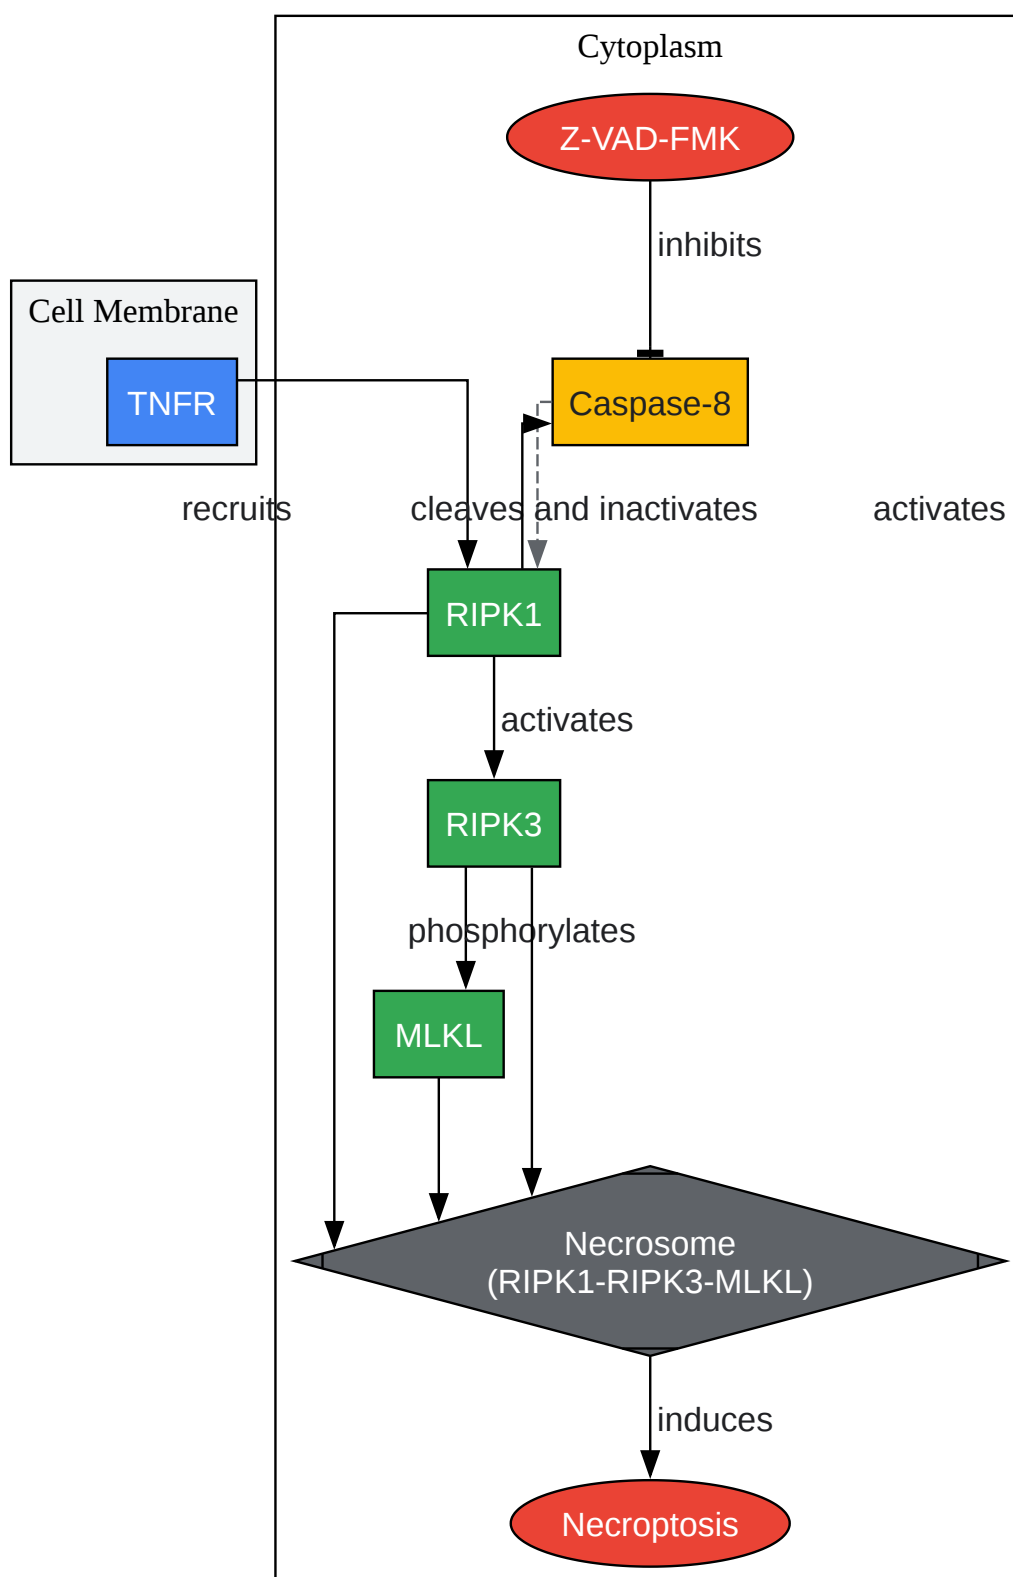 Cytoplasm
Z-VAD-FMK
inhibits
Cell Membrane
TNFR
Caspase-8
recruits
cleaves and inactivates
activates
RIPK1
activates
RIPK3
phosphorylates
MLKL
Necrosome
(RIPK1-RIPK3-MLKL)
induces
Necroptosis